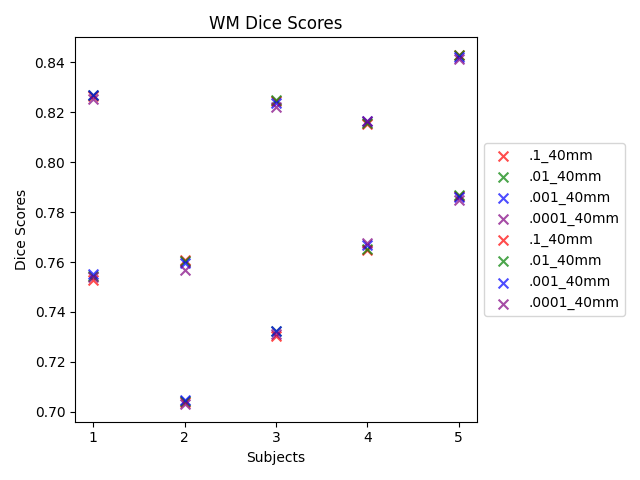 WM Dice Scores
Dice Scores
0.84
0.82
0.80
0.78
0.76
0.74
0.72
0.70
1 2 3 4 5
Subjects
.1_40mm
.01_40mm
.001_40mm
.0001_40mm
.1_40mm
.01_40mm
.001_40mm
.0001_40mm